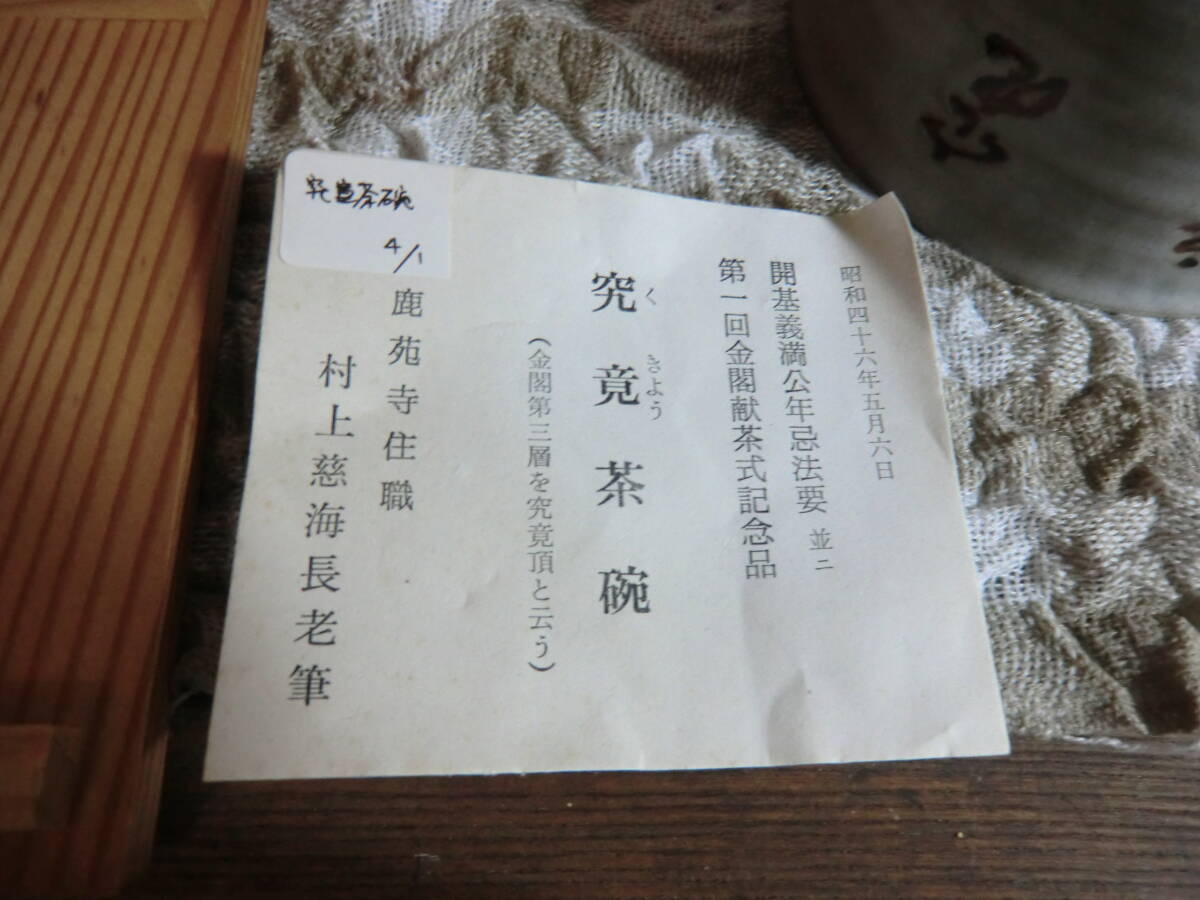 昭和四十六年五月六日
開基義満公年忌法要 並ニ
第一回金閣献茶式記念品
究竟茶碗
くきよう
(金閣第三層を究竟頂と云う)
鹿苑寺住職
村上慈海長老筆
茶碗
4/1